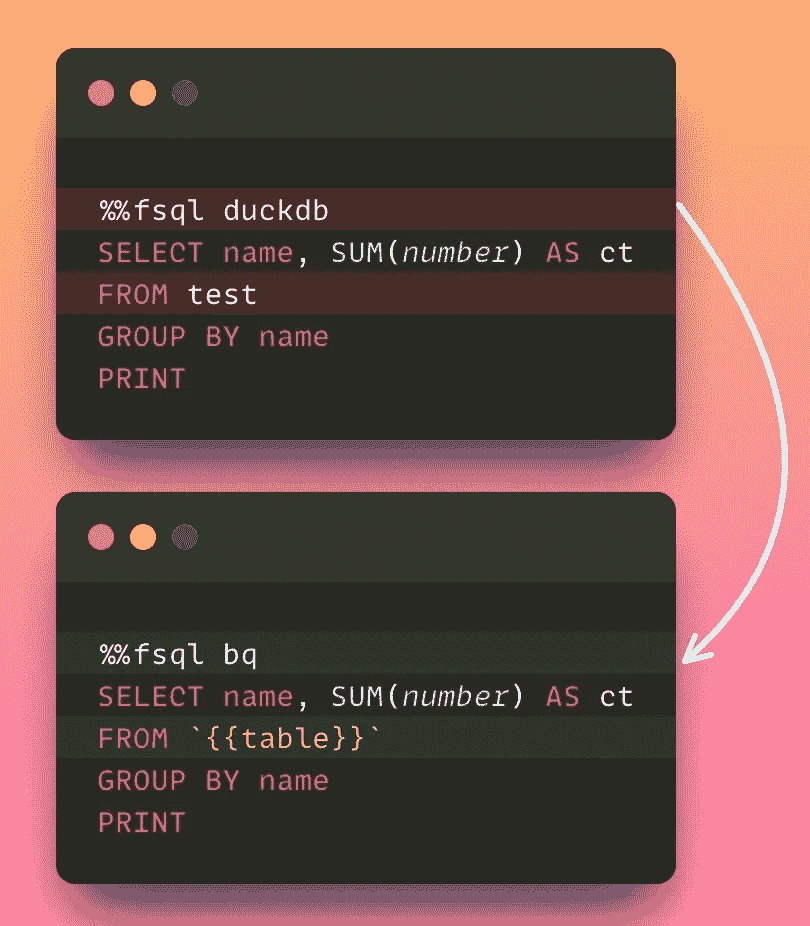 %%fsql duckdb
SELECT name, SUM(number) AS ct
FROM test
GROUP BY name
PRINT
%%fsql bq
SELECT name, SUM(number) AS ct
FROM `{{table}}`
GROUP BY name
PRINT